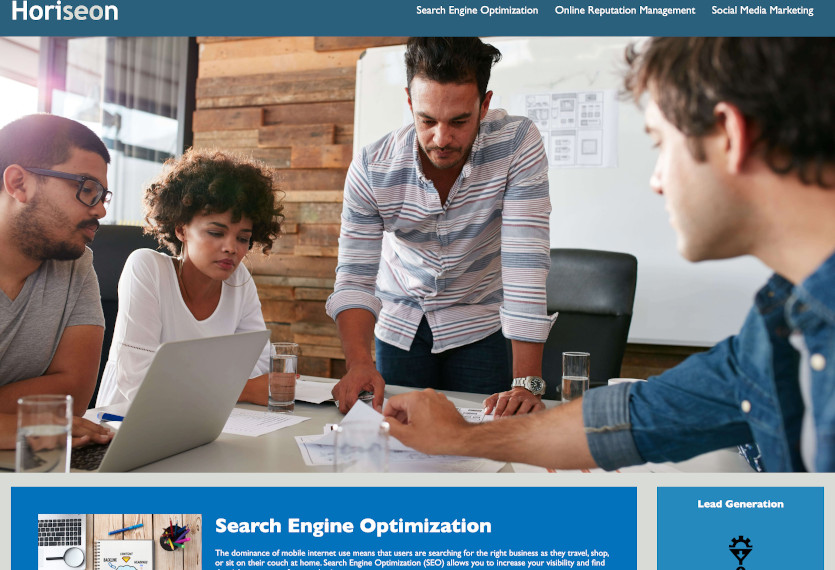 Horiseon
Search Engine Optimization
Online Reputation Management
Social Media Marketing
Search Engine Optimization
The dominance of mobile internet use means that users are searching for the right business as they travel, shop,
or sit on their couch at home. Search Engine Optimization (SEO) allows you to increase your visibility and find
Lead Generation
CONTENT
BACKLINK